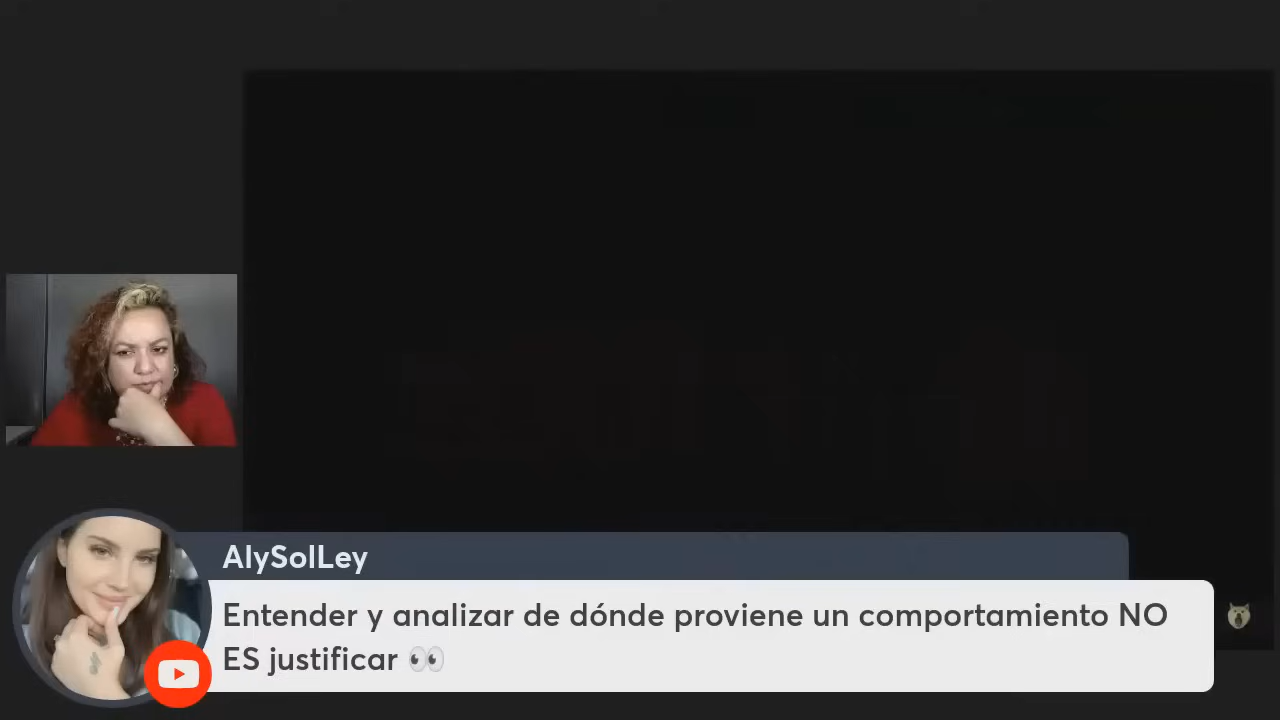 AlySolLey
Entender y analizar de dónde proviene un comportamiento NO
ES justificar 👀